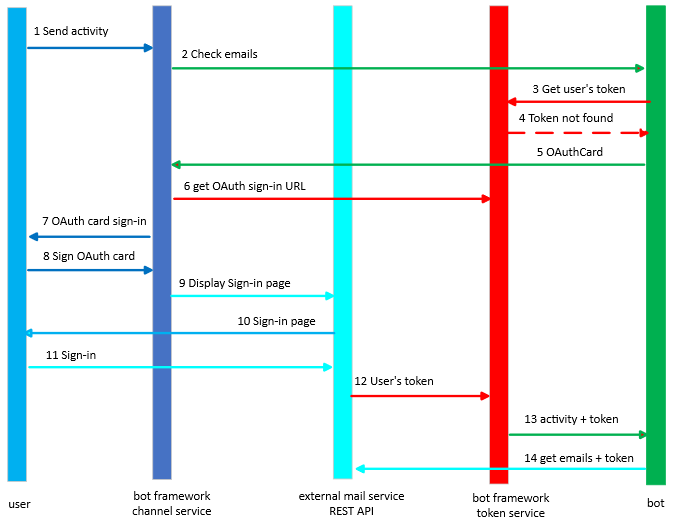 1 Send activity
2 Check emails
3 Get user's token
4 Token not found
5 OAuthCard
6 get OAuth sign-in URL
7 OAuth card sign-in
8 Sign OAuth card
9 Display Sign-in page
10 Sign-in page
11 Sign-in
12 User's token
13 activity + token
14 get emails + token
user
bot framework
channel service
external mail service
REST API
bot framework
token service
bot